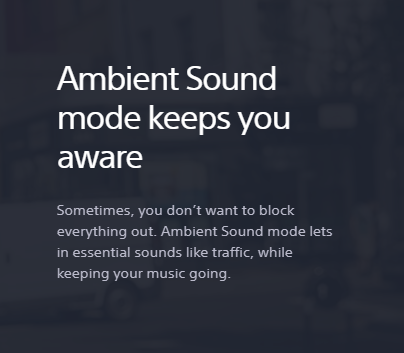 Ambient Sound
mode keeps you
aware
Sometimes, you don’t want to block
everything out. Ambient Sound mode lets
in essential sounds like traffic, while
keeping your music going.